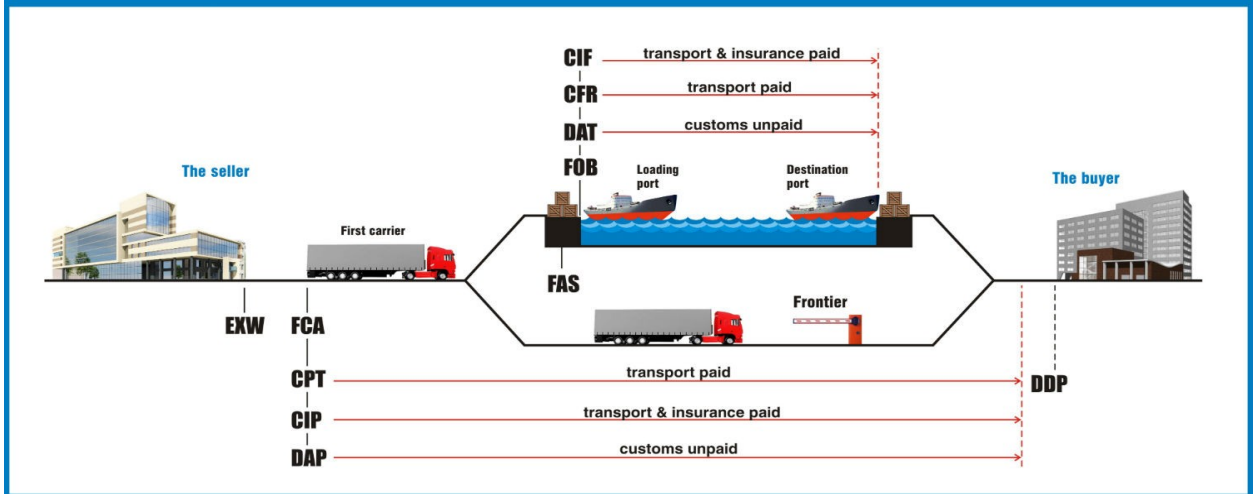 CIF
transport & insurance paid
CFR
transport paid
DAT
customs unpaid
FOB
Loading
port
Destination
port
The seller
The buyer
First carrier
FAS
EXW
FCA
Frontier
CPT
transport paid
DDP
CIP
transport & insurance paid
DAP
customs unpaid